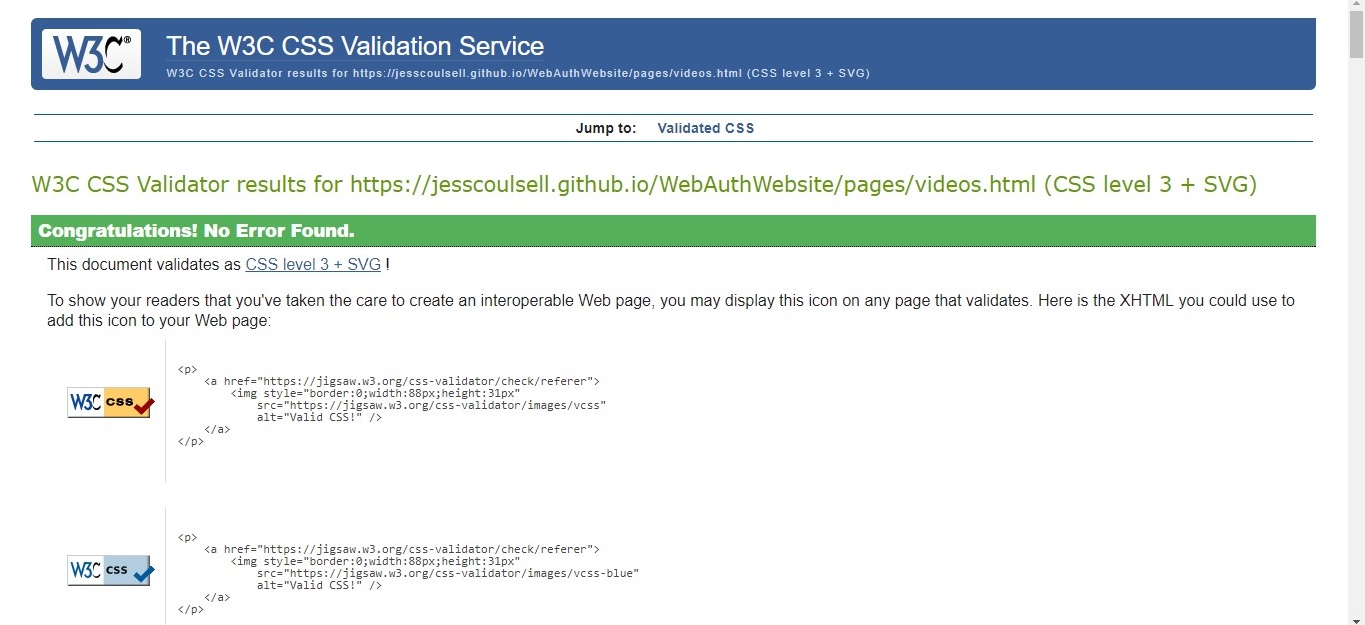 W3C®
The W3C CSS Validation Service
W3C CSS Validator results for https://jesscoulsell.github.io/WebAuthWebsite/pages/videos.html (CSS level 3 + SVG)
Jump to: Validated CSS
W3C CSS Validator results for https://jesscoulsell.github.io/WebAuthWebsite/pages/videos.html (CSS level 3 + SVG)
Congratulations! No Error Found.
This document validates as CSS level 3 + SVG !
To show your readers that you've taken the care to create an interoperable Web page, you may display this icon on any page that validates. Here is the XHTML you could use to
add this icon to your Web page:
W3C css
<p>
<a href="https://jigsaw.w3.org/css-validator/check/referer">
<img style="border:0;width:88px;height:31px"
src="https://jigsaw.w3.org/css-validator/images/vcss"
alt="Valid CSS!" />
</a>
</p>
W3C css
<p>
<a href="https://jigsaw.w3.org/css-validator/check/referer">
<img style="border:0;width:88px;height:31px"
src="https://jigsaw.w3.org/css-validator/images/vcss-blue"
alt="Valid CSS!" />
</a>
</p>